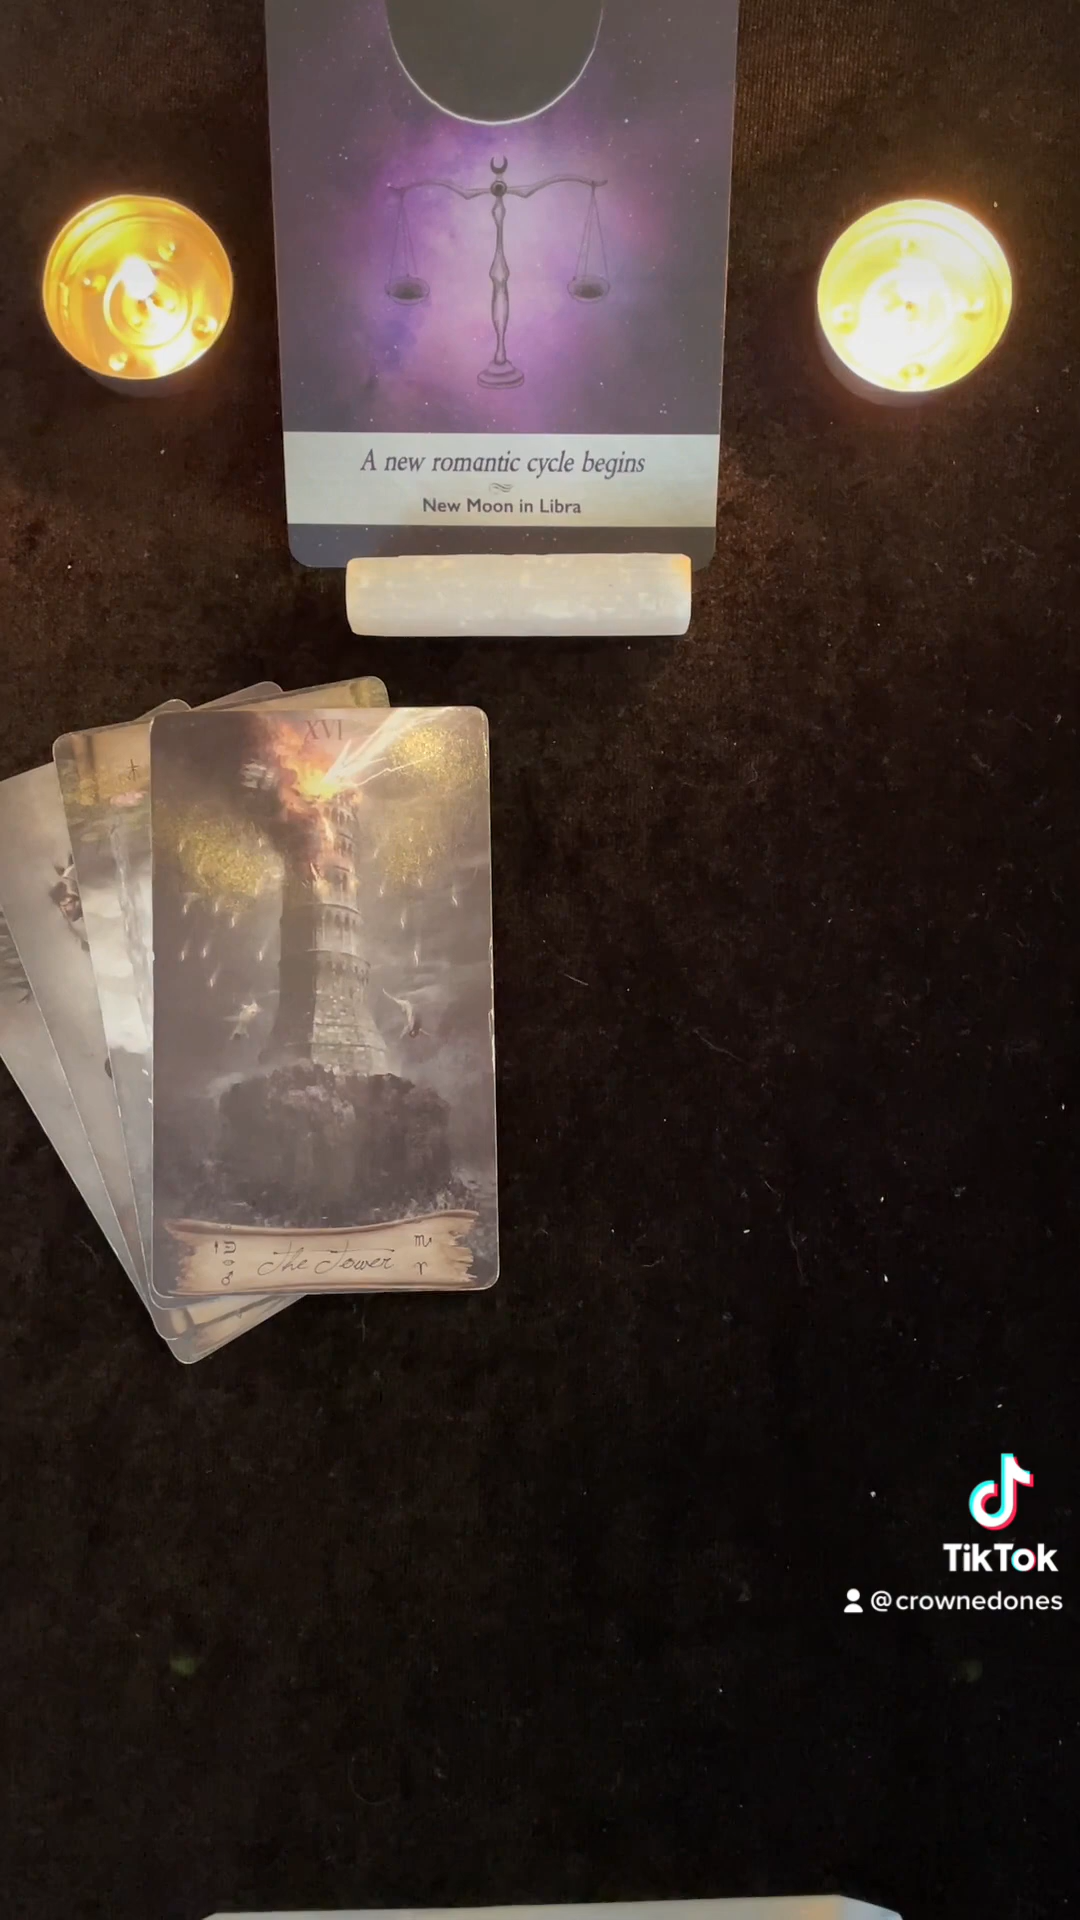 A new romantic cycle begins
New Moon in Libra
XVI
The Tower
TikTok
@crownedones